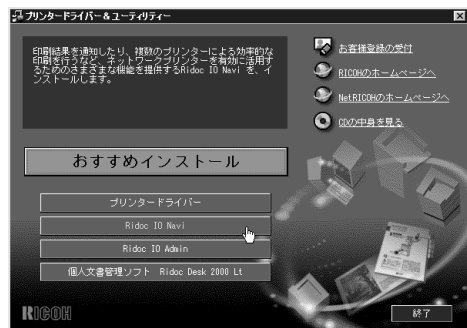 プリンタードライバー＆ユーティリティー
印刷結果を通知したり、複数のプリンターによる効率的な
印刷を行うなど、ネットワークプリンターを有効に活用す
るためのさまざまな機能を提供するRidoc IO Navi を、イ
ンストールします。
お客様登録の受付
RICOHのホームページへ
NetRICOHのホームページへ
CDの中身を見る
おすすめインストール
プリンタードライバー
Ridoc IO Navi
Ridoc IO Admin
個人文書管理ソフト Ridoc Desk 2000 Lt
RICOH
終了